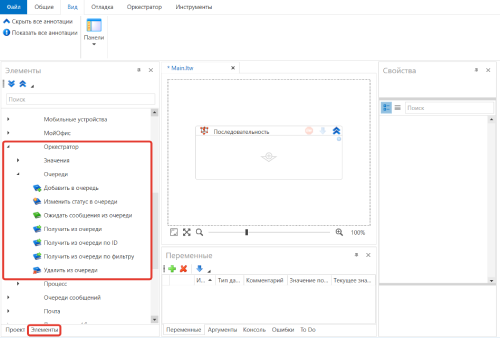 Файл Общие Вид Отладка Оркестратор Инструменты
Скрыть все аннотации
Показать все аннотации
Панели
Элементы
Поиск
Мобильные устройства
МойОфис
Оркестратор
Значения
Очереди
Добавить в очередь
Изменить статус в очереди
Ожидать сообщения из очереди
Получить из очереди
Получить из очереди по ID
Получить из очереди по фильтру
Удалить из очереди
Процесс
Очереди сообщений
Почта
Проект Элементы
* Main.ltw
Последовательность
100%
Переменные
И... Тип да... Комментарий Значение по... Текущее зна...
Переменные Аргументы Консоль Ошибки To Do
Свойства
Поиск